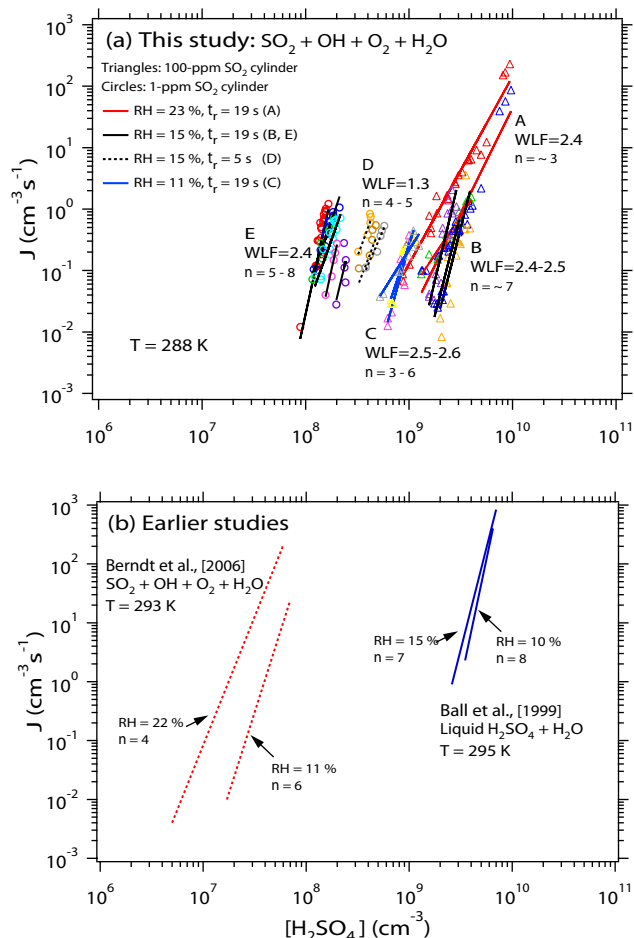 (a) This study: SO2 + OH + O2 + H2O
Triangles: 100-ppm SO2 cylinder
Circles: 1-ppm SO2 cylinder
RH = 23 %, tr = 19 s (A)
RH = 15 %, tr = 19 s (B, E)
RH = 15 %, tr = 5 s (D)
RH = 11 %, tr = 19 s (C)
A
WLF=2.4
n = ~ 3
D
WLF=1.3
n = 4 - 5
E
WLF=2.4
n = 5 - 8
B
WLF=
2.4-2.5
n = ~ 7
C
WLF=2.5-2.6
n = 3 - 6
T = 288 K
J (cm-3 s-1)
10^3
10^2
10^1
10^0
10^-1
10^-2
10^-3
10^6
10^7
10^8
10^9
10^10
10^11
(b) Earlier studies
Berndt et al., [2006]
SO2 + OH + O2 + H2O
T = 293 K
RH = 22 %
n = 4
RH = 11 %
n = 6
RH = 15 %
n = 7
RH = 10 %
n = 8
Ball et al., [1999]
Liquid H2SO4 + H2O
T = 295 K
J (cm-3 s-1)
10^3
10^2
10^1
10^0
10^-1
10^-2
10^-3
10^6
10^7
10^8
10^9
10^10
10^11
[H2SO4] (cm-3)